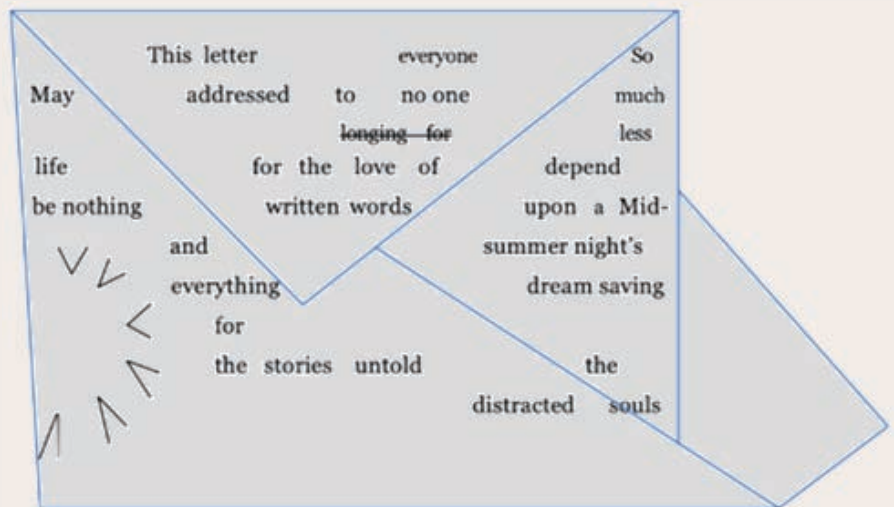 This letter everyone So
May addressed to no one much
longing for less
life for the love of depend
be nothing written words upon a Mid-
and summer night's
everything dream saving
for
the stories untold the
distracted souls